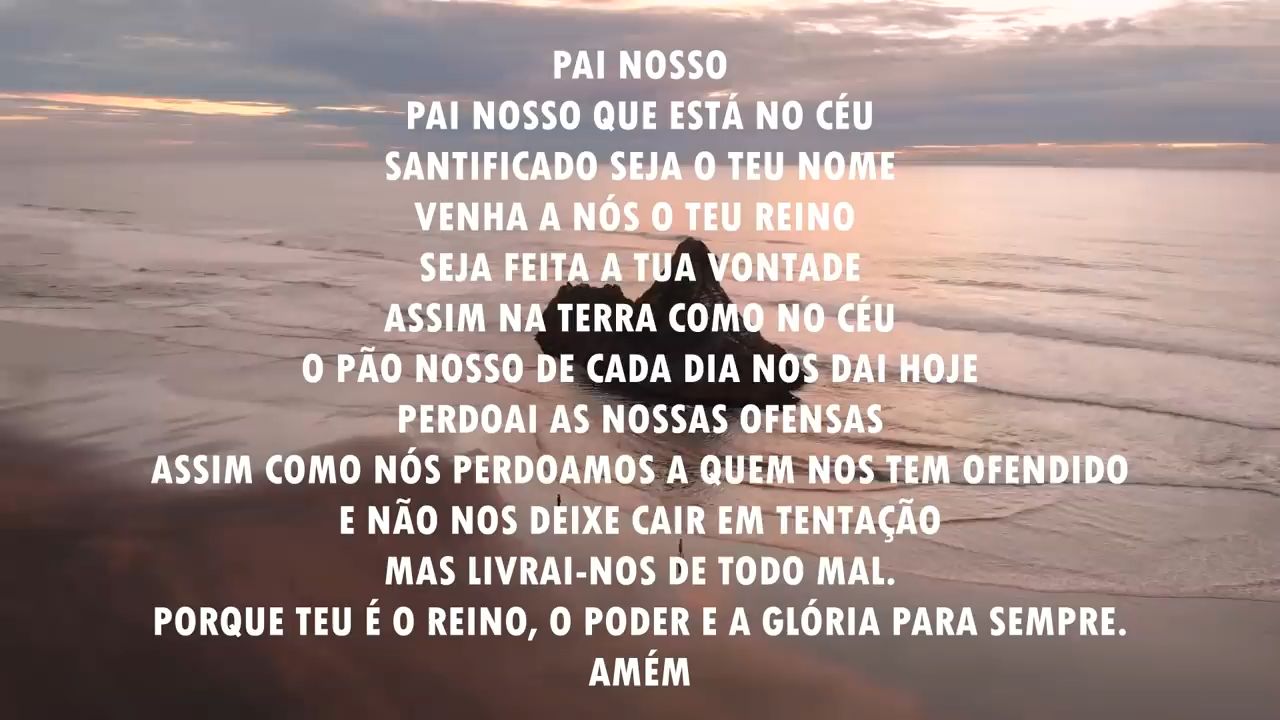 PAI NOSSO
PAI NOSSO QUE ESTÁ NO CÉU
SANTIFICADO SEJA O TEU NOME
VENHA A NÓS O TEU REINO
SEJA FEITA A TUA VONTADE
ASSIM NA TERRA COMO NO CÉU
O PÃO NOSSO DE CADA DIA NOS DAI HOJE
PERDOAI AS NOSSAS OFENSAS
ASSIM COMO NÓS PERDOAMOS A QUEM NOS TEM OFENDIDO
E NÃO NOS DEIXE CAIR EM TENTAÇÃO
MAS LIVRAI-NOS DE TODO MAL.
PORQUE TEU É O REINO, O PODER E A GLÓRIA PARA SEMPRE.
AMÉM